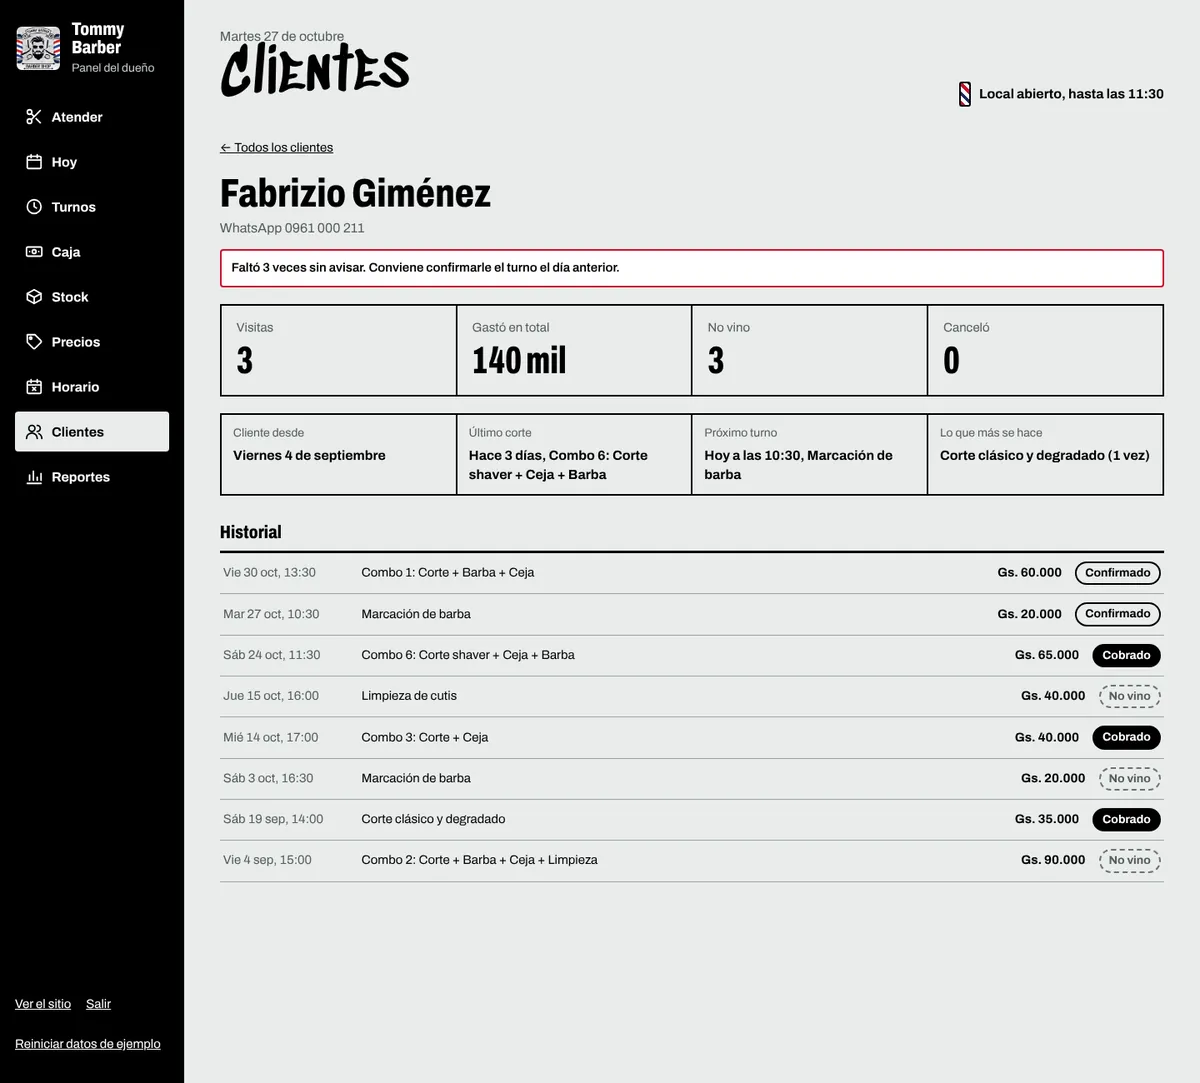 Tommy
Barber
Panel del dueño
Atender
Hoy
Turnos
Caja
Stock
Precios
Horario
Clientes
Reportes
Ver el sitio Salir
Reiniciar datos de ejemplo
Martes 27 de octubre
Clientes
Local abierto, hasta las 11:30
← Todos los clientes
Fabrizio Giménez
WhatsApp 0961 000 211
Faltó 3 veces sin avisar. Conviene confirmarle el turno el día anterior.
Visitas
3
Gastó en total
140 mil
No vino
3
Canceló
0
Cliente desde
Viernes 4 de septiembre
Último corte
Hace 3 días, Combo 6: Corte
shaver + Ceja + Barba
Próximo turno
Hoy a las 10:30, Marcación de
barba
Lo que más se hace
Corte clásico y degradado (1 vez)
Historial
Vie 30 oct, 13:30 Combo 1: Corte + Barba + Ceja Gs. 60.000 Confirmado
Mar 27 oct, 10:30 Marcación de barba Gs. 20.000 Confirmado
Sáb 24 oct, 11:30 Combo 6: Corte shaver + Ceja + Barba Gs. 65.000 Cobrado
Jue 15 oct, 16:00 Limpieza de cutis Gs. 40.000 No vino
Mié 14 oct, 17:00 Combo 3: Corte + Ceja Gs. 40.000 Cobrado
Sáb 3 oct, 16:30 Marcación de barba Gs. 20.000 No vino
Sáb 19 sep, 14:00 Corte clásico y degradado Gs. 35.000 Cobrado
Vie 4 sep, 15:00 Combo 2: Corte + Barba + Ceja + Limpieza Gs. 90.000 No vino